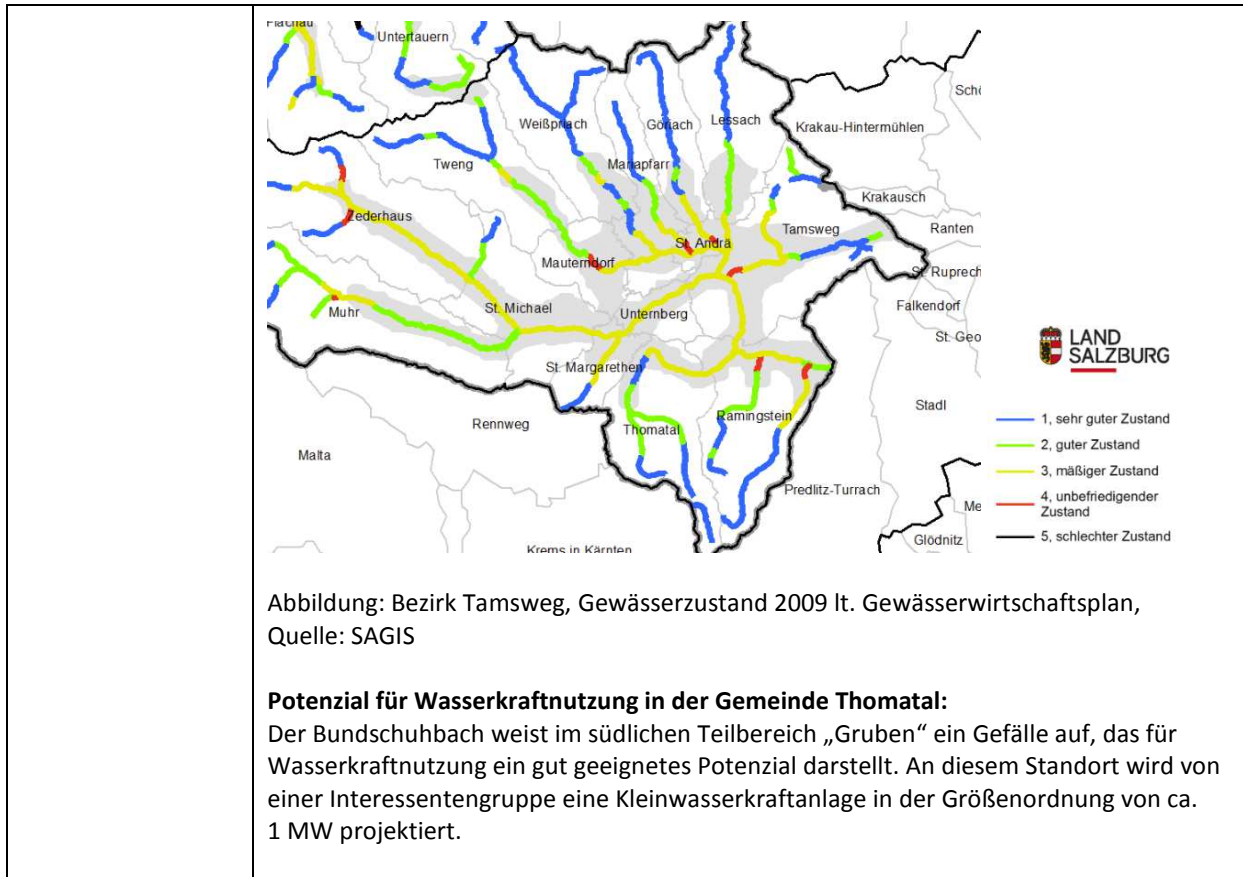 Flachau
Untertauern
Schö
Weißpriach
Göriach
Lessach
Krakau-Hintermühlen
Tweng
Mariapfarr
Krakausch
Zederhaus
Tamsweg
Ranten
St. Andrä
Mauterndorf
St. Ruprech
Falkendorf
Muhr
St. Michael
Unternberg
St. Geo
LAND
SALZBURG
St. Margarethen
Stadl
Rennweg
Thomatal
Ramingstein
1, sehr guter Zustand
2, guter Zustand
Malta
3, mäßiger Zustand
Predlitz-Turrach
4, unbefriedigender
Zustand
Me
Glödnitz
5, schlechter Zustand
Krems in Kärnten
Abbildung: Bezirk Tamsweg, Gewässerzustand 2009 lt. Gewässerwirtschaftsplan,
Quelle: SAGIS
Potenzial für Wasserkraftnutzung in der Gemeinde Thomatal:
Der Bundschuhbach weist im südlichen Teilbereich „Gruben“ ein Gefälle auf, das für
Wasserkraftnutzung ein gut geeignetes Potenzial darstellt. An diesem Standort wird von
einer Interessentengruppe eine Kleinwasserkraftanlage in der Größenordnung von ca.
1 MW projektiert.